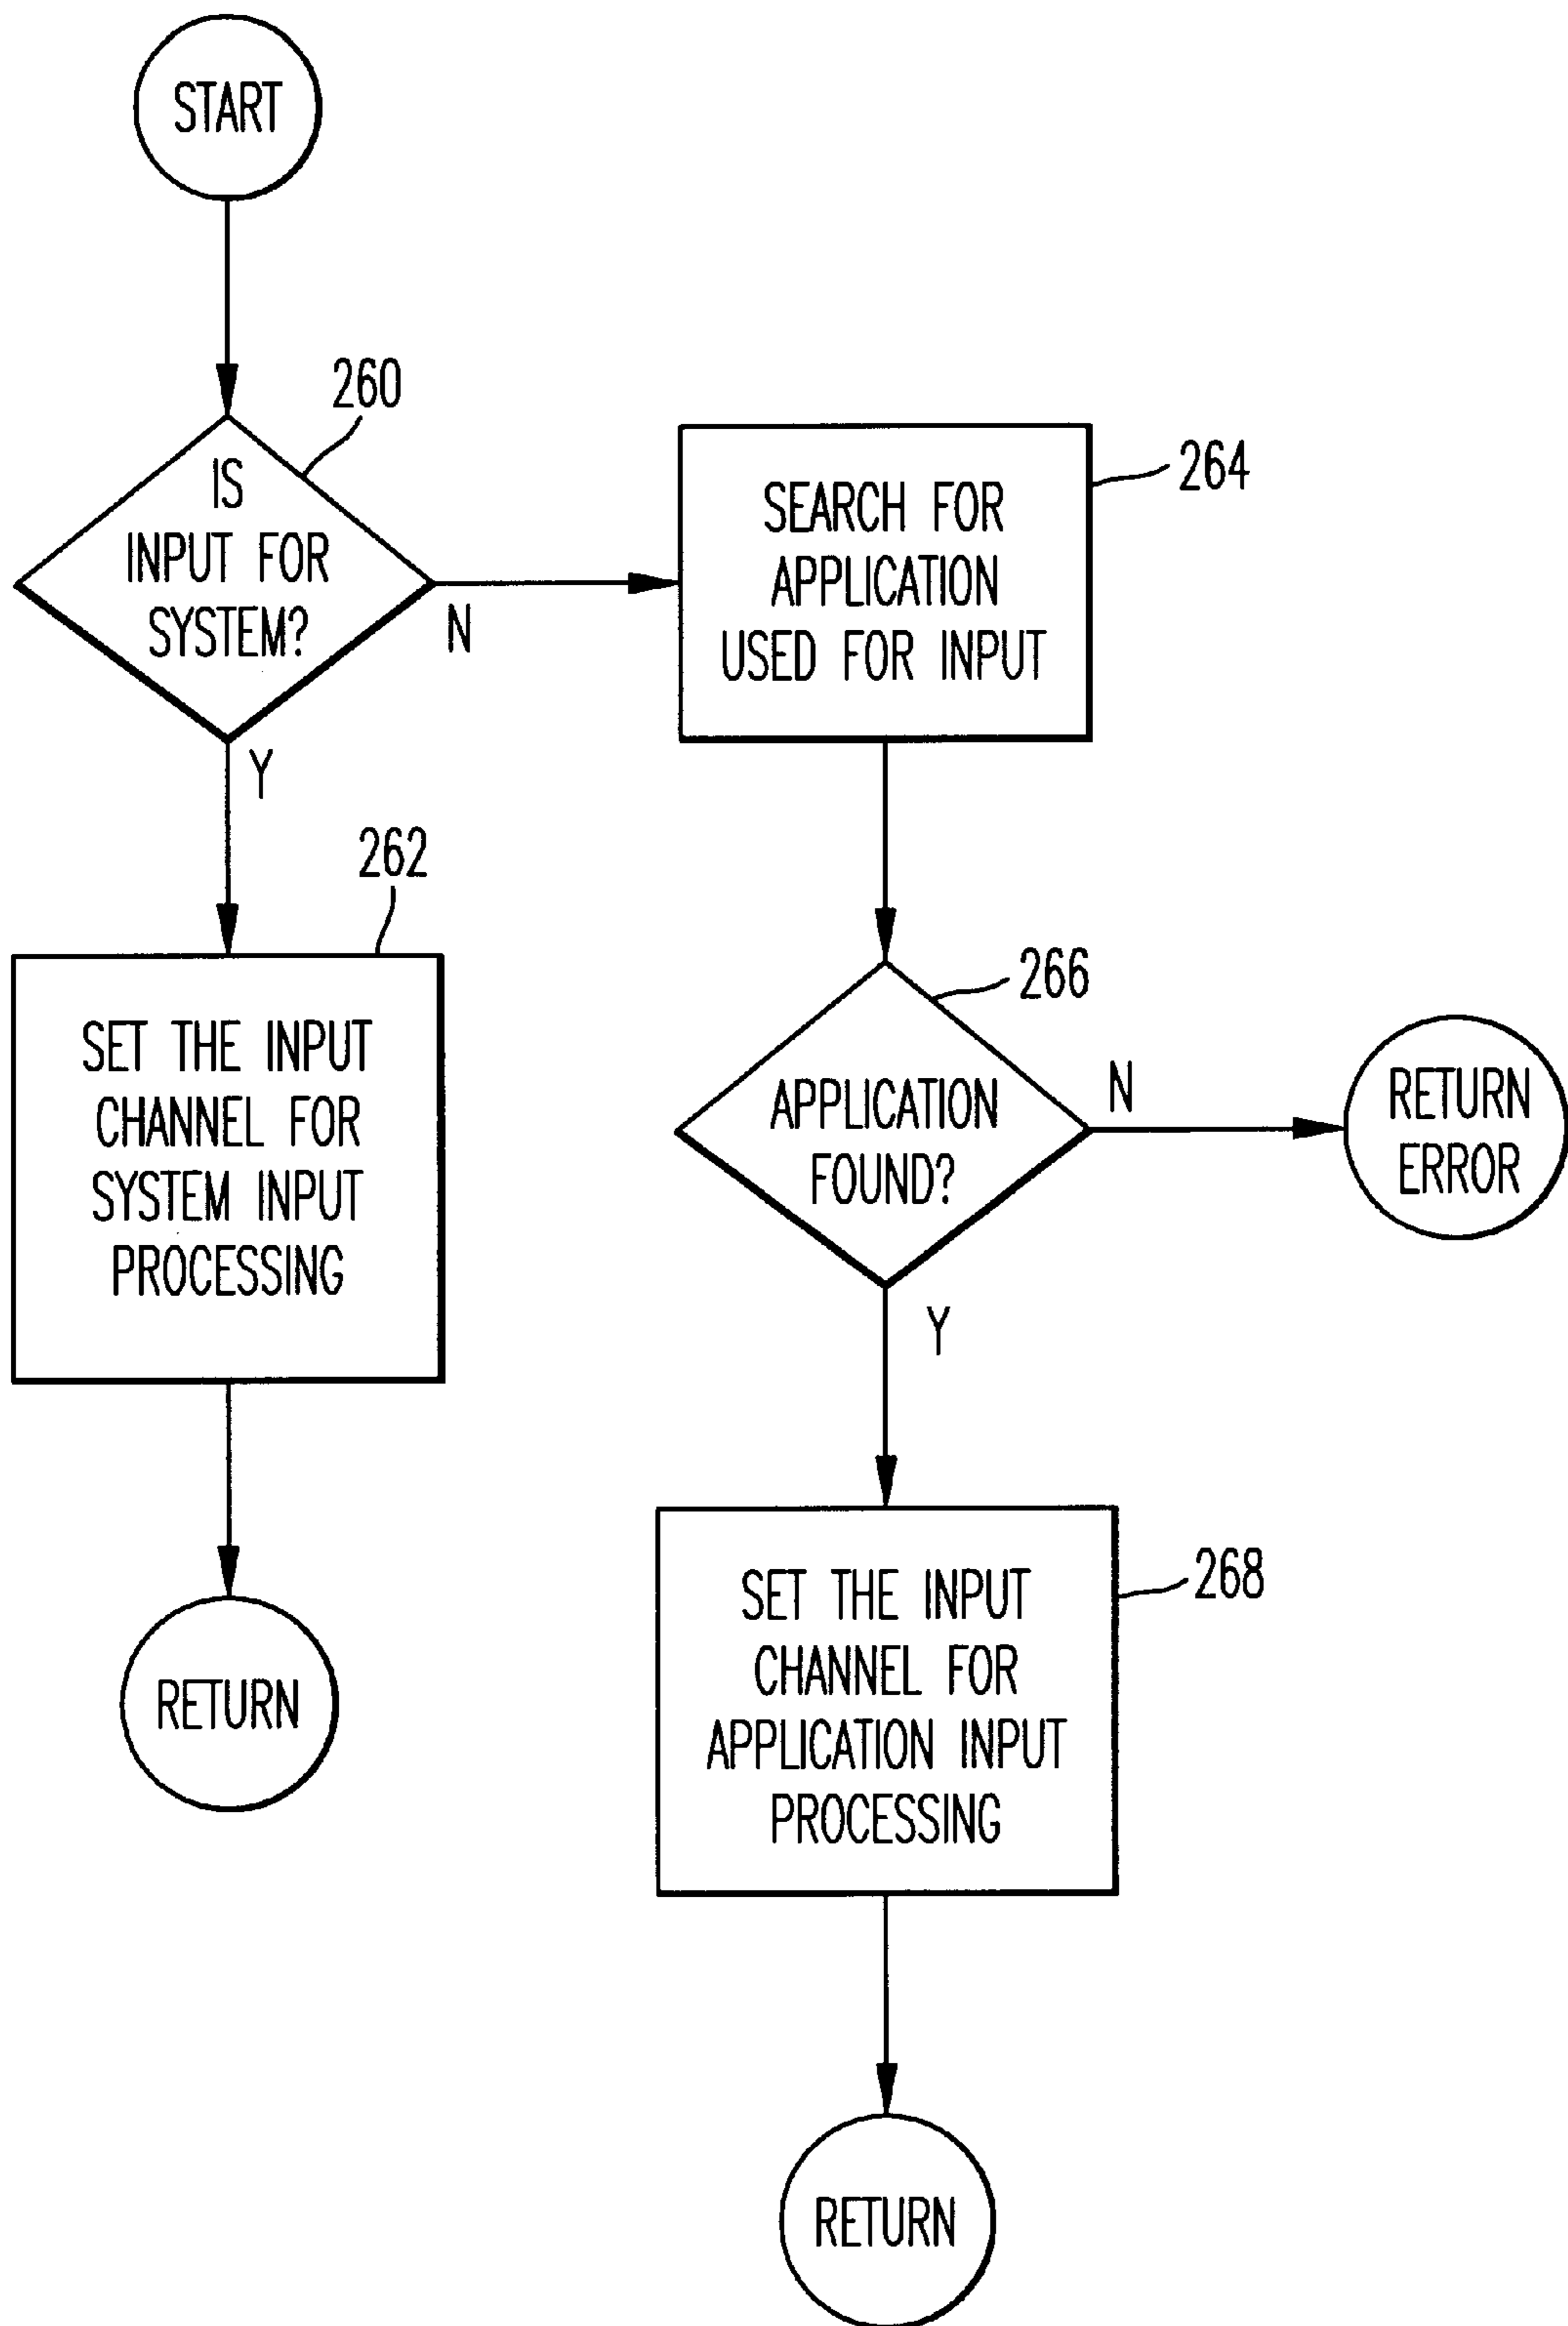 START
260
IS
INPUT FOR
SYSTEM?
N
Y
264
SEARCH FOR
APPLICATION
USED FOR INPUT
262
SET THE INPUT
CHANNEL FOR
SYSTEM INPUT
PROCESSING
RETURN
266
APPLICATION
FOUND?
N
Y
RETURN
ERROR
268
SET THE INPUT
CHANNEL FOR
APPLICATION INPUT
PROCESSING
RETURN